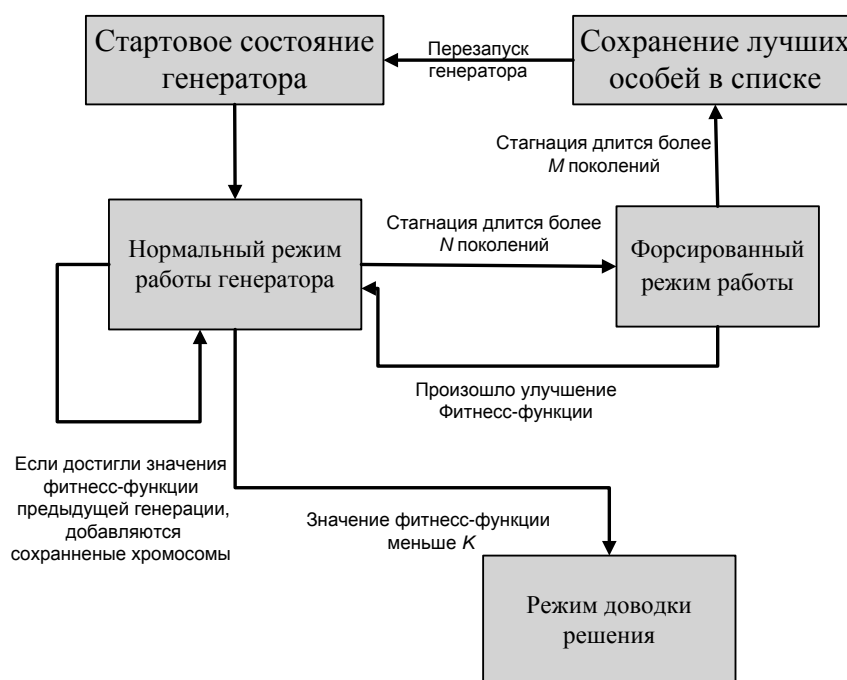 Стартовое состояние
генератора
Перезапуск
генератора
Сохранение лучших
особей в списке
Стагнация длится более
M поколений
Нормальный режим
работы генератора
Стагнация длится более
N поколений
Форсированный
режим работы
Произошло улучшение
Фитнесс-функции
Если достигли значения
фитнесс-функции
предыдущей генерации,
добавляются
сохранненые хромосомы
Значение фитнесс-функции
меньше K
Режим доводки
решения